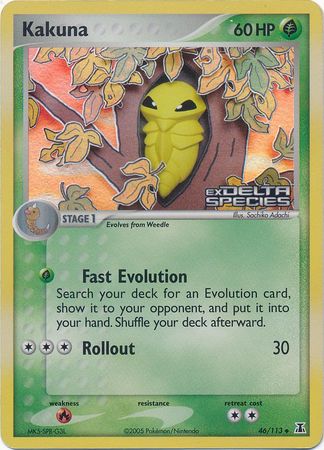 Kakuna 60 HP
EX DELTA
SPECIES
Illus. Sachiko Adachi
STAGE 1
Evolves from Weedle
Fast Evolution
Search your deck for an Evolution card,
show it to your opponent, and put it into
your hand. Shuffle your deck afterward.
Rollout 30
weakness resistance retreat cost
©2005 Pokémon/Nintendo 46/113